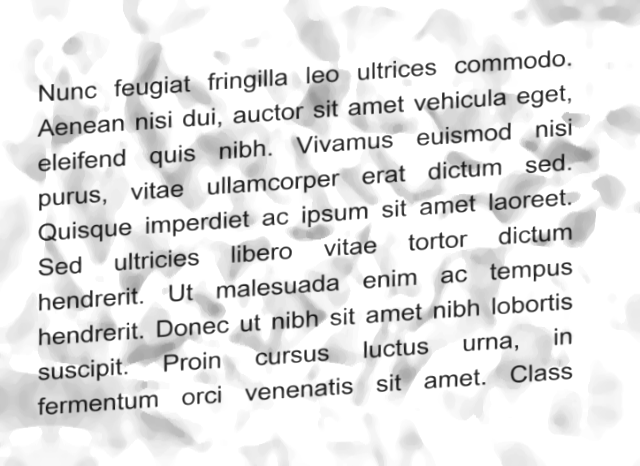 Nunc feugiat fringilla leo ultrices commodo.
Aenean nisi dui, auctor sit amet vehicula eget,
eleifend quis nibh. Vivamus euismod nisi
purus, vitae ullamcorper erat dictum sed.
Quisque imperdiet ac ipsum sit amet laoreet.
Sed ultricies libero vitae tortor dictum
hendrerit. Ut malesuada enim ac tempus
hendrerit. Donec ut nibh sit amet nibh lobortis
suscipit. Proin cursus luctus urna, in
fermentum orci venenatis sit amet. Class